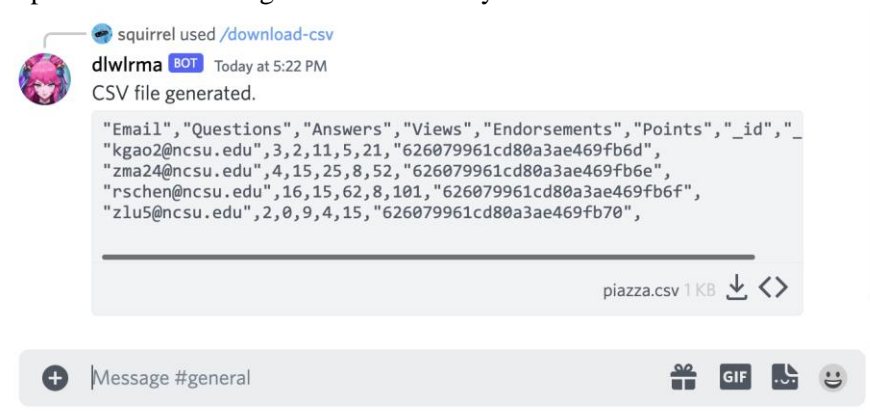 squirrel used /download-csv
dlwlrma BOT Today at 5:22 PM
CSV file generated.
"Email","Questions","Answers","Views","Endorsements","Points","_id","_
"kgao2@ncsu.edu",3,2,11,5,21,"626079961cd80a3ae469fb6d",
"zma24@ncsu.edu",4,15,25,8,52,"626079961cd80a3ae469fb6e",
"rschen@ncsu.edu",16,15,62,8,101,"626079961cd80a3ae469fb6f",
"zlu5@ncsu.edu",2,0,9,4,15,"626079961cd80a3ae469fb70",
piazza.csv 1 KB
Message #general
GIF